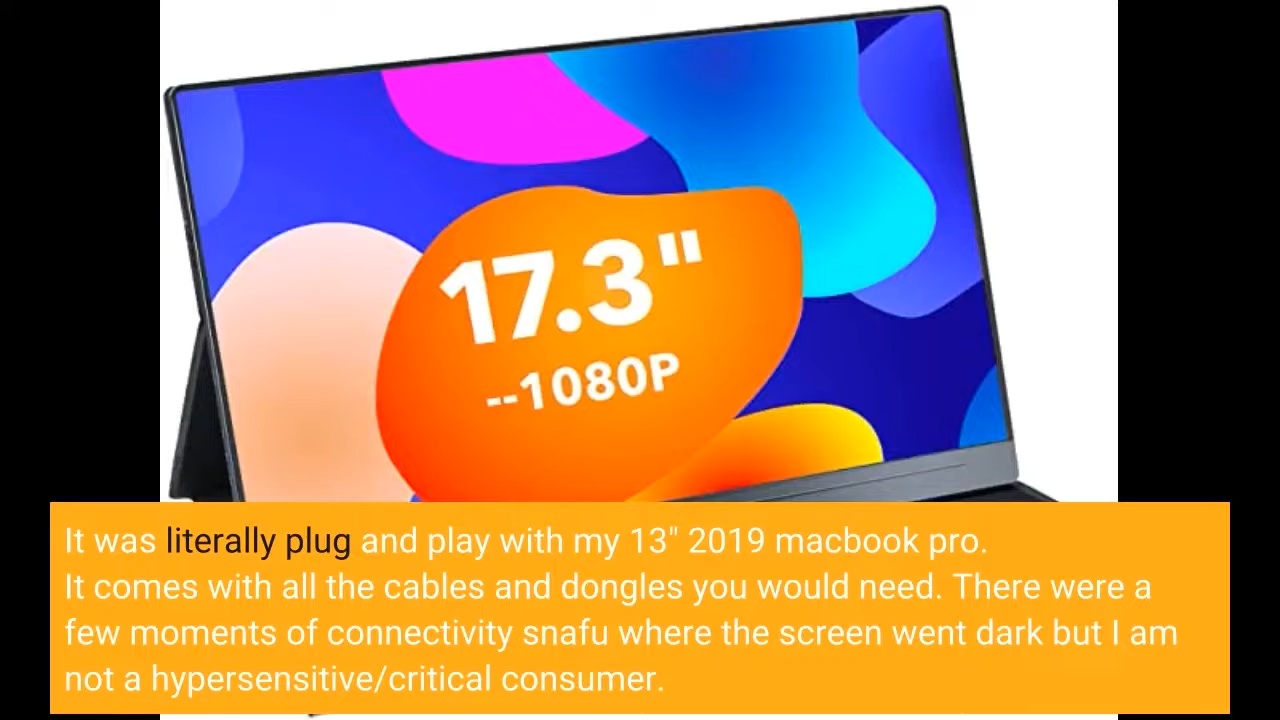 17.3"
--1080P
It was literally plug and play with my 13" 2019 macbook pro.
It comes with all the cables and dongles you would need. There were a
few moments of connectivity snafu where the screen went dark but I am
not a hypersensitive/critical consumer.